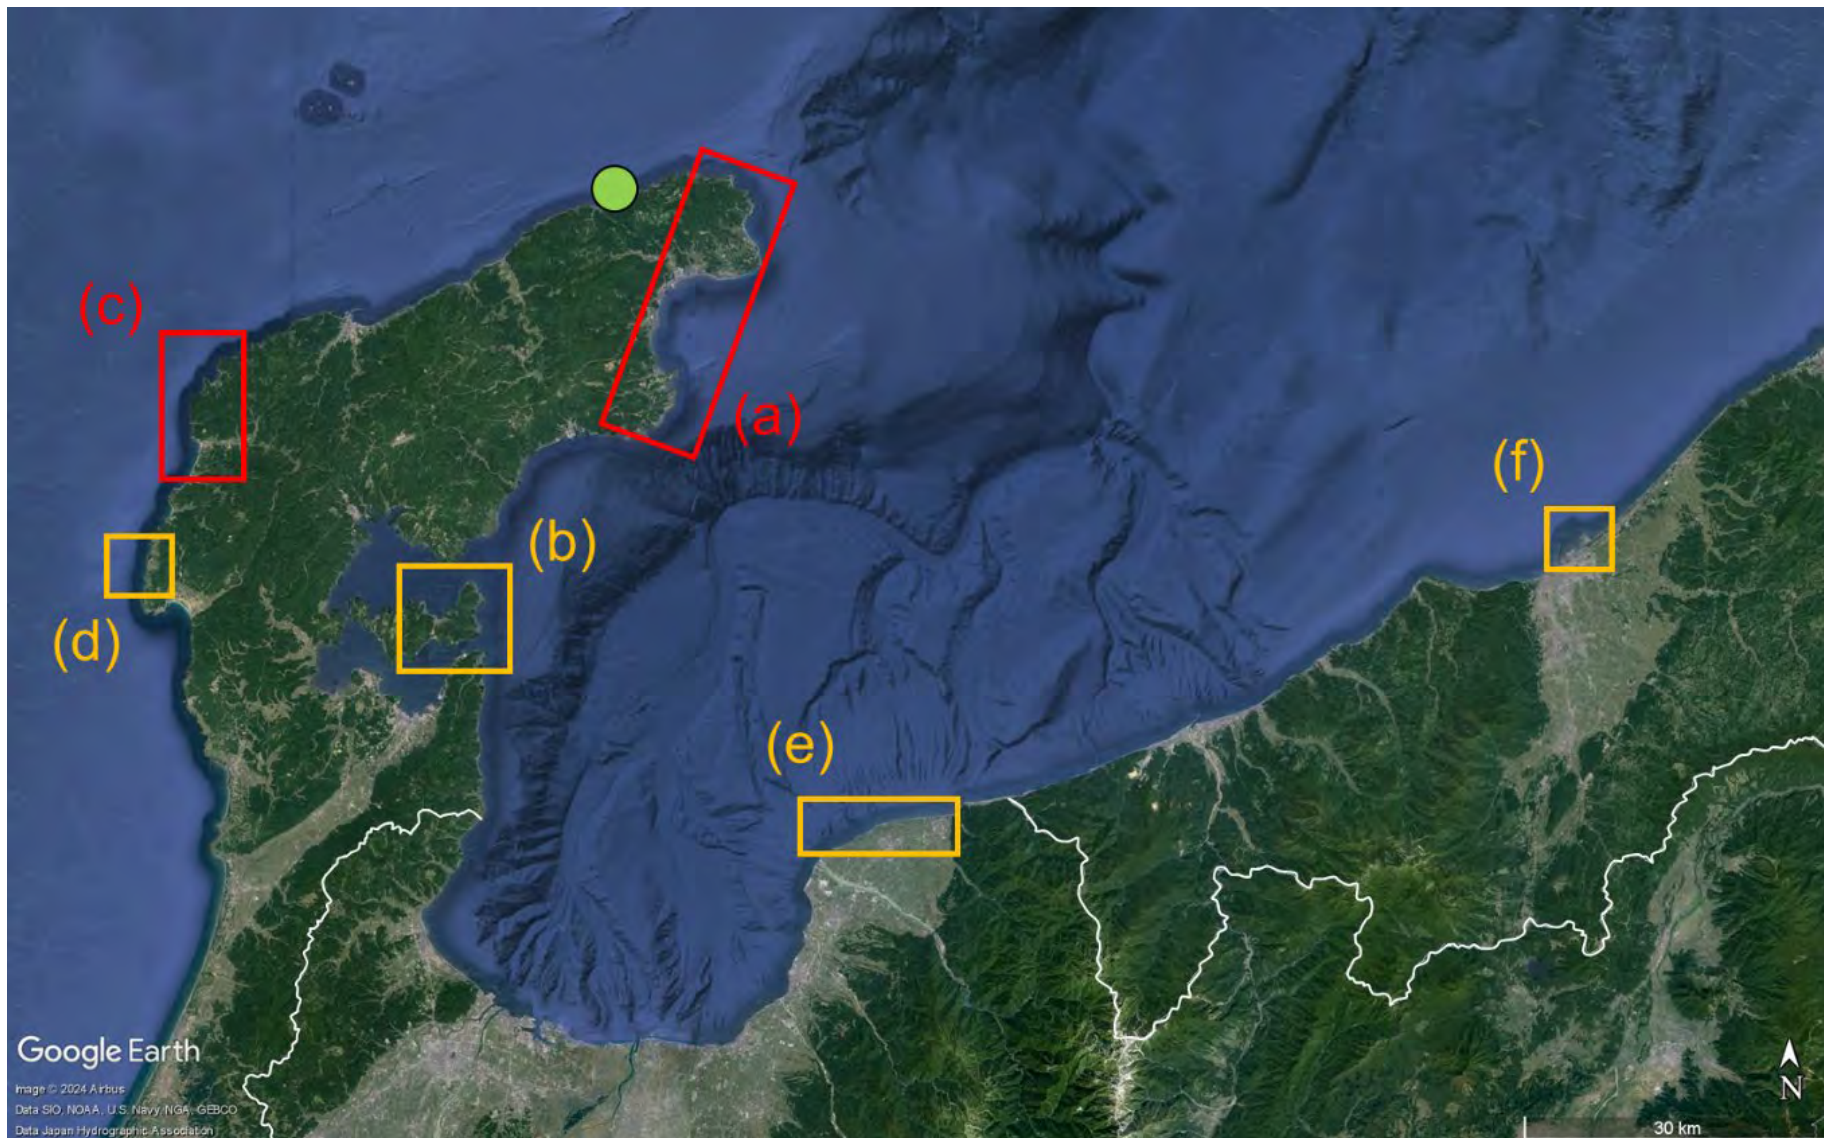 (c)
(a)
(f)
(b)
(d)
(e)
Google Earth
Image © 2024 Airbus
Data SIO, NOAA, U.S. Navy, NGA, GEBCO
Data Japan Hydrographic Association
N
30 km